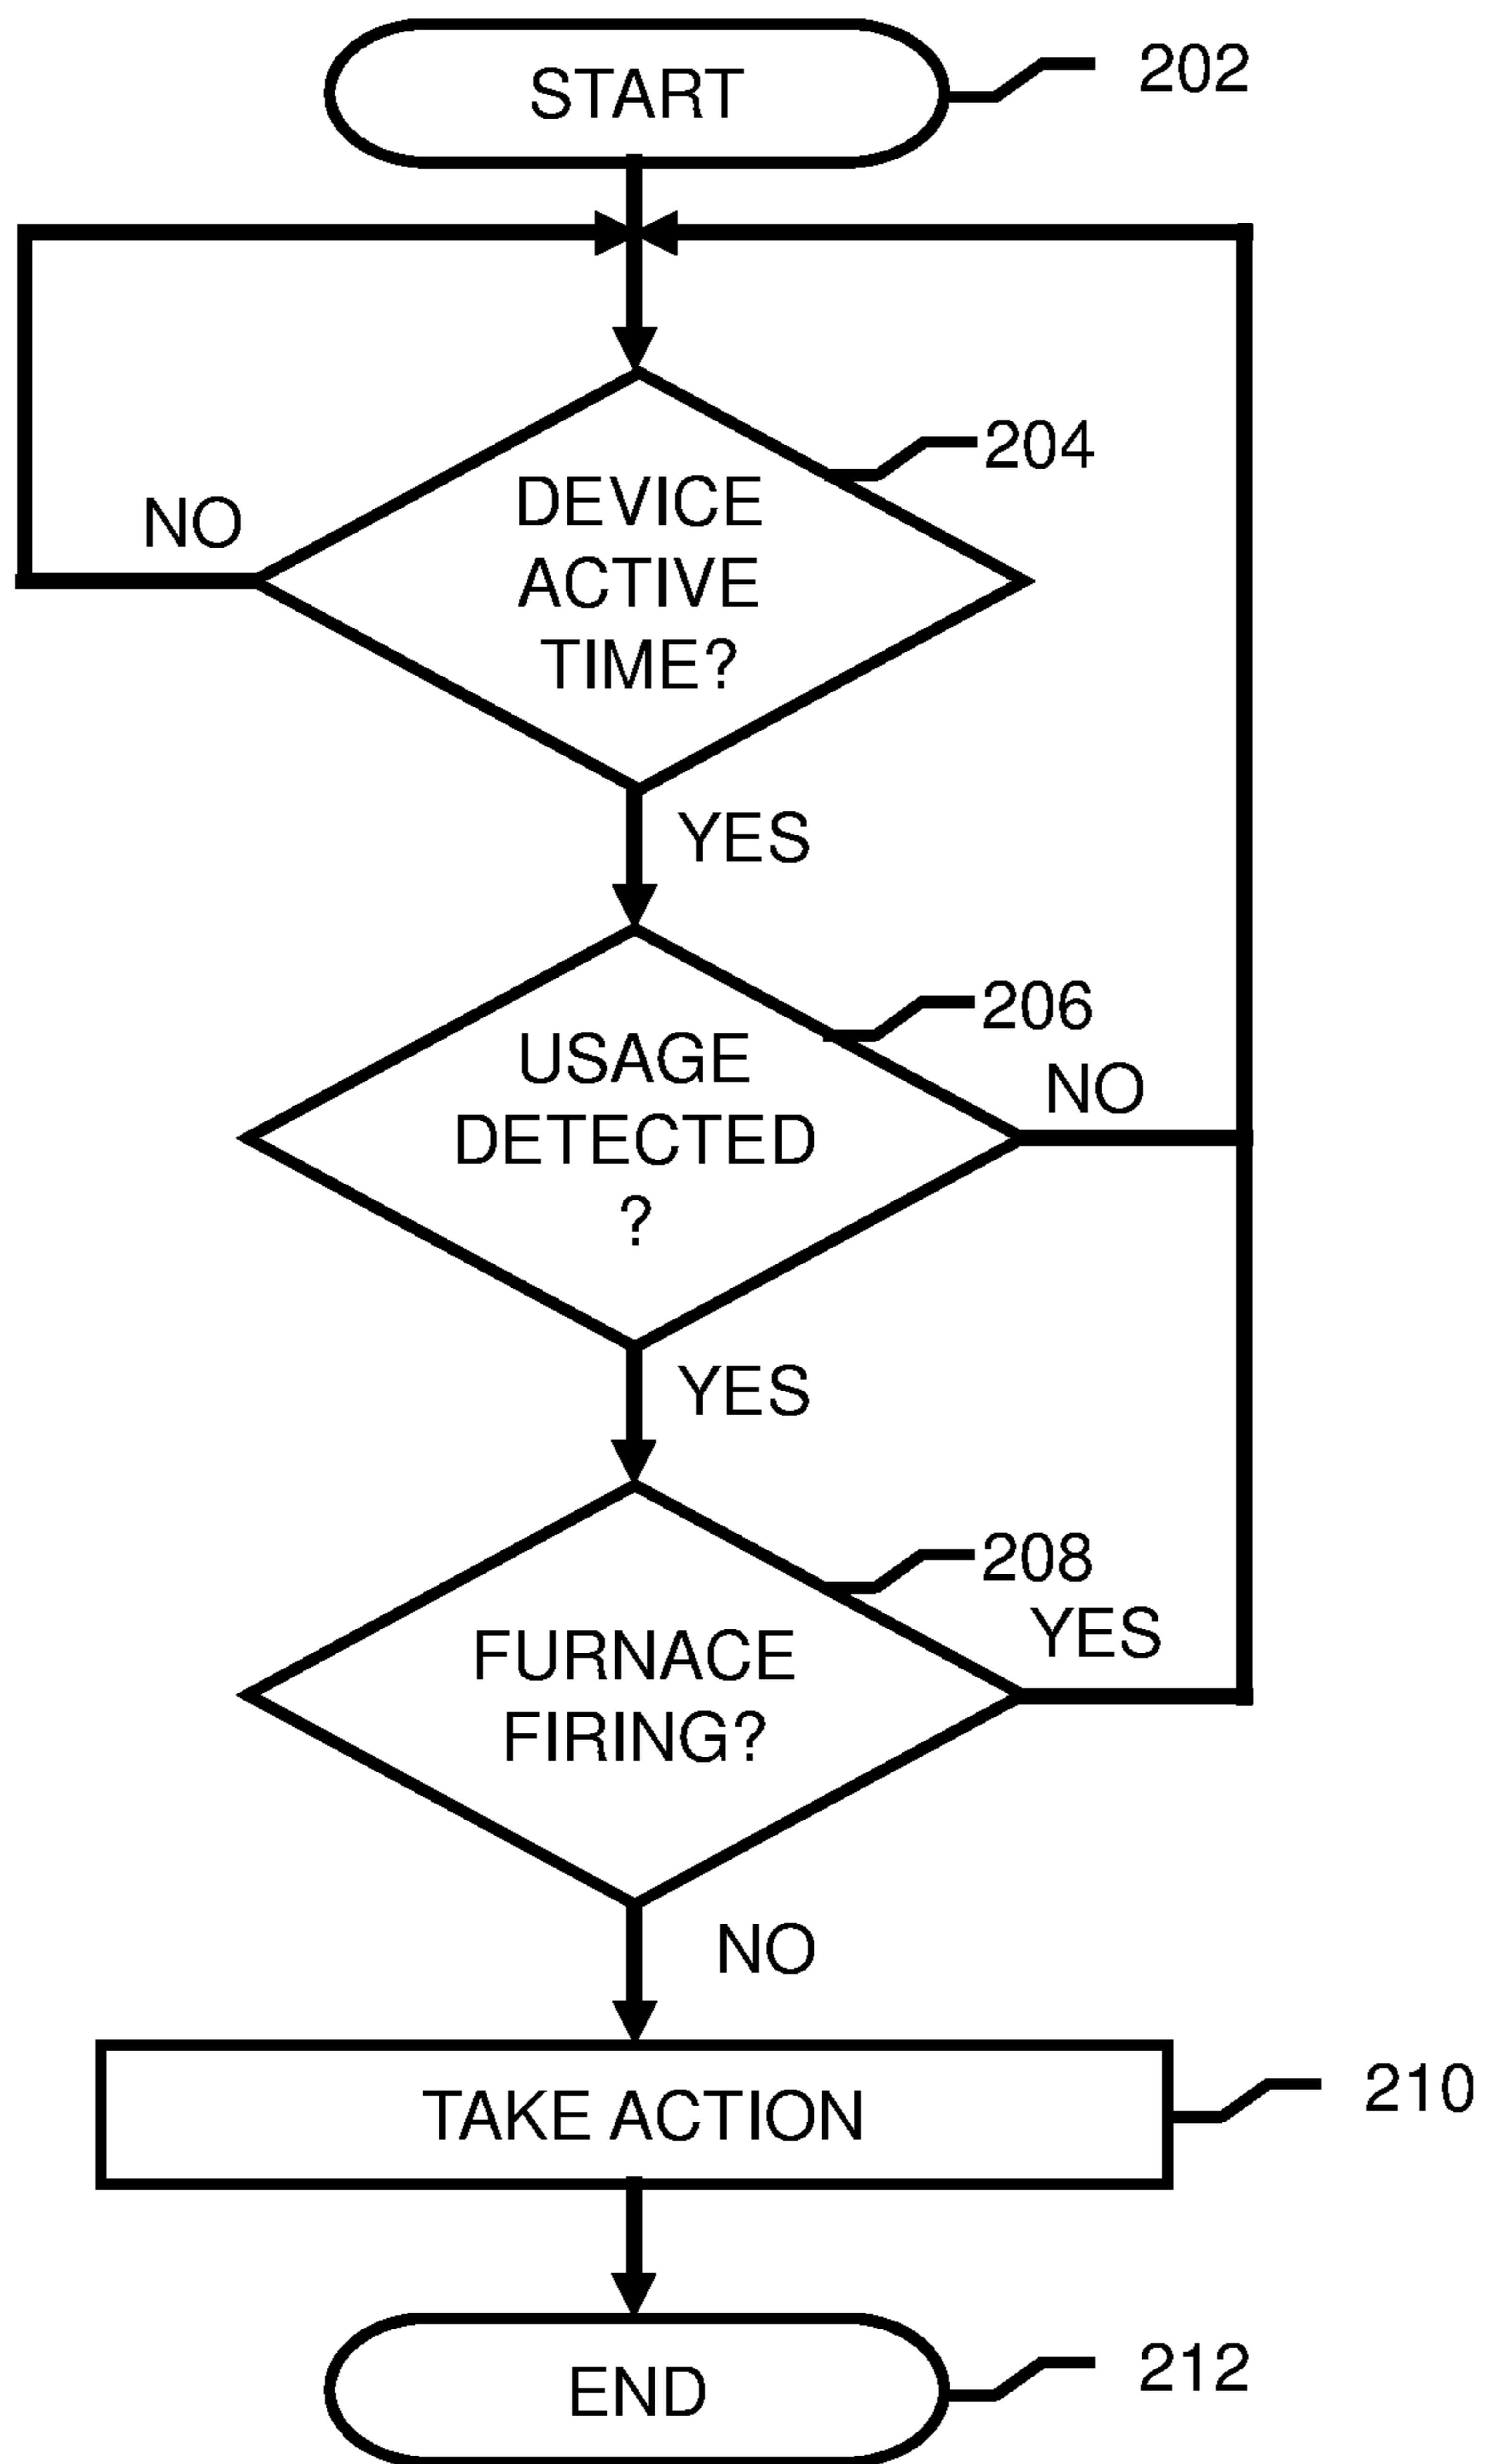 START
202
204
DEVICE
ACTIVE
TIME?
NO
YES
206
USAGE
DETECTED
?
NO
YES
208
FURNACE
FIRING?
YES
NO
TAKE ACTION
210
END
212